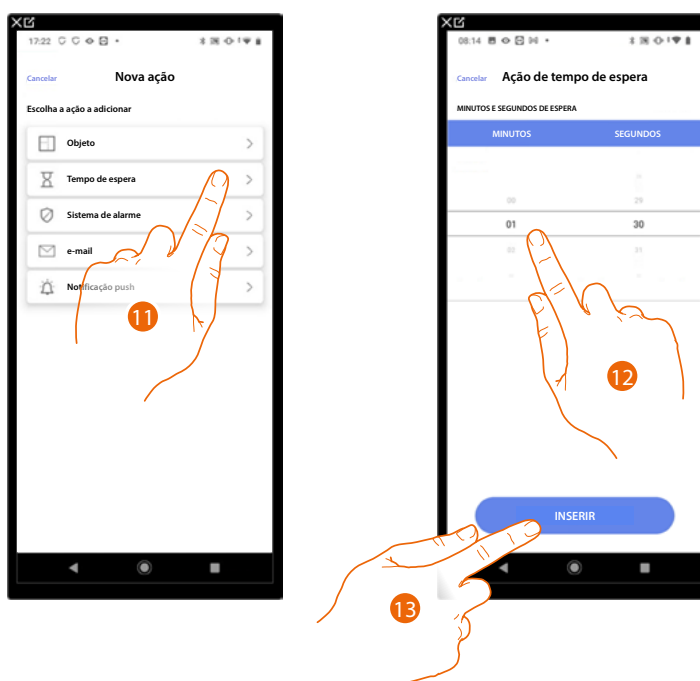 17:22
Cancelar
Nova ação
Escolha a ação a adicionar
Objeto
Tempo de espera
Sistema de alarme
e-mail
Notificação push
11
08:14
Cancelar
Ação de tempo de espera
MINUTOS E SEGUNDOS DE ESPERA
MINUTOS SEGUNDOS
00 29
01 30
02 31
12
INSERIR
13